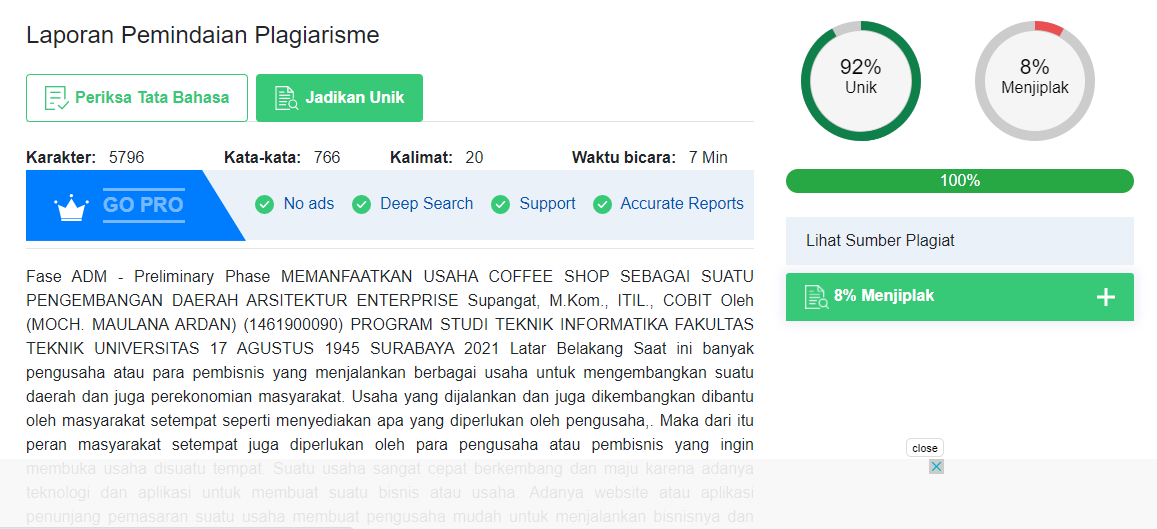 Laporan Pemindaian Plagiarisme
Periksa Tata Bahasa
Jadikan Unik
Karakter: 5796 Kata-kata: 766 Kalimat: 20 Waktu bicara: 7 Min
GO PRO
No ads Deep Search Support Accurate Reports
Fase ADM - Preliminary Phase MEMANFAATKAN USAHA COFFEE SHOP SEBAGAI SUATU
PENGEMBANGAN DAERAH ARSITEKTUR ENTERPRISE Supangat, M.Kom., ITIL., COBIT Oleh
(MOCH. MAULANA ARDAN) (1461900090) PROGRAM STUDI TEKNIK INFORMATIKA FAKULTAS
TEKNIK UNIVERSITAS 17 AGUSTUS 1945 SURABAYA 2021 Latar Belakang Saat ini banyak
pengusaha atau para pembisnis yang menjalankan berbagai usaha untuk mengembangkan suatu
daerah dan juga perekonomian masyarakat. Usaha yang dijalankan dan juga dikembangkan dibantu
oleh masyarakat setempat seperti menyediakan apa yang diperlukan oleh pengusaha,. Maka dari itu
peran masyarakat setempat juga diperlukan oleh para pengusaha atau pembisnis yang ingin
membuka usaha disuatu tempat. Suatu usaha sangat cepat berkembang dan maju karena adanya
teknologi dan aplikasi untuk membuat suatu bisnis atau usaha. Adanya website atau aplikasi
penunjang pemasaran suatu usaha membuat pengusaha mudah untuk menjalankan bisnisnya dan
92%
Unik
8%
Menjiplak
100%
Lihat Sumber Plagiat
8% Menjiplak
close